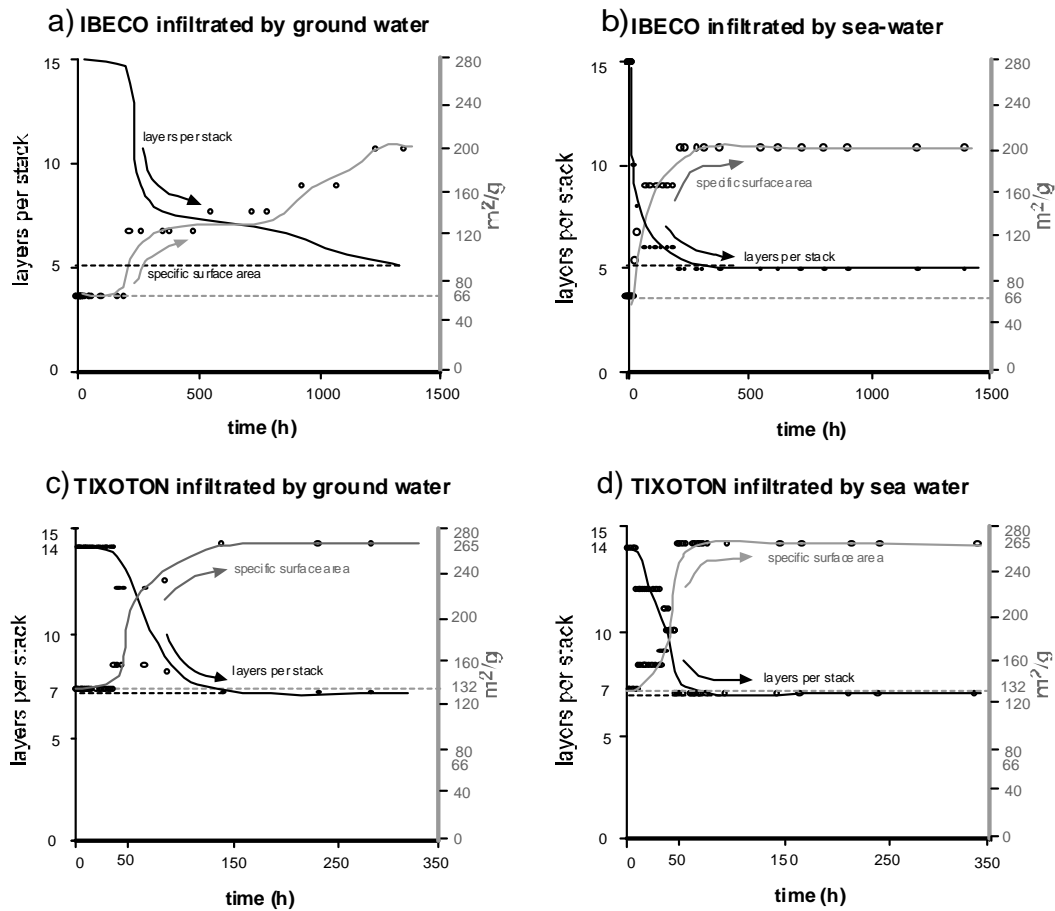 a) IBECO infiltrated by ground water
15
10
5
0
layers per stack
layers per stack
specific surface area
280
240
200
160
120
80
66
40
0
m²/g
0 500 1000 1500
time (h)
b) IBECO infiltrated by sea-water
15
10
5
0
layers per stack
specific surface area
layers per stack
280
240
200
160
120
80
66
40
0
m²/g
0 500 1000 1500
time (h)
c) TIXOTON infiltrated by ground water
15
14
10
7
5
0
layers per stack
specific surface area
layers per stack
280
265
240
200
160
132
120
80
66
40
0
m²/g
0 50 150 250 350
time (h)
d) TIXOTON infiltrated by sea water
15
14
10
7
5
0
layers per stack
specific surface area
layers per stack
280
265
240
200
160
132
120
80
66
40
0
m²/g
0 50 150 250 350
time (h)